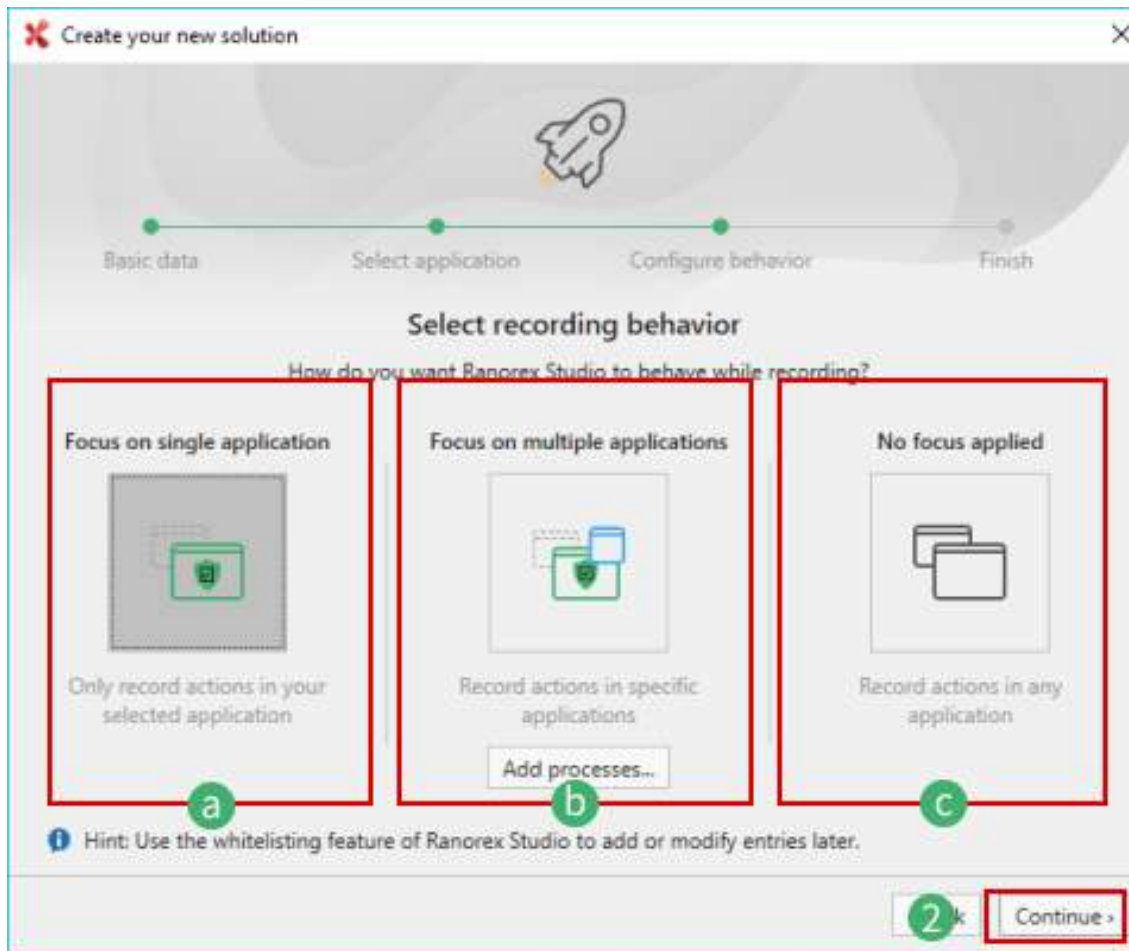 Create your new solution
Basic data
Select application
Configure behavior
Finish
Select recording behavior
How do you want Ranorex Studio to behave while recording?
Focus on single application
Focus on multiple applications
No focus applied
Only record actions in your
selected application
Record actions in specific
applications
Record actions in any
application
Add processes...
a
b
c
Hint: Use the whitelisting feature of Ranorex Studio to add or modify entries later.
2
Continue ›